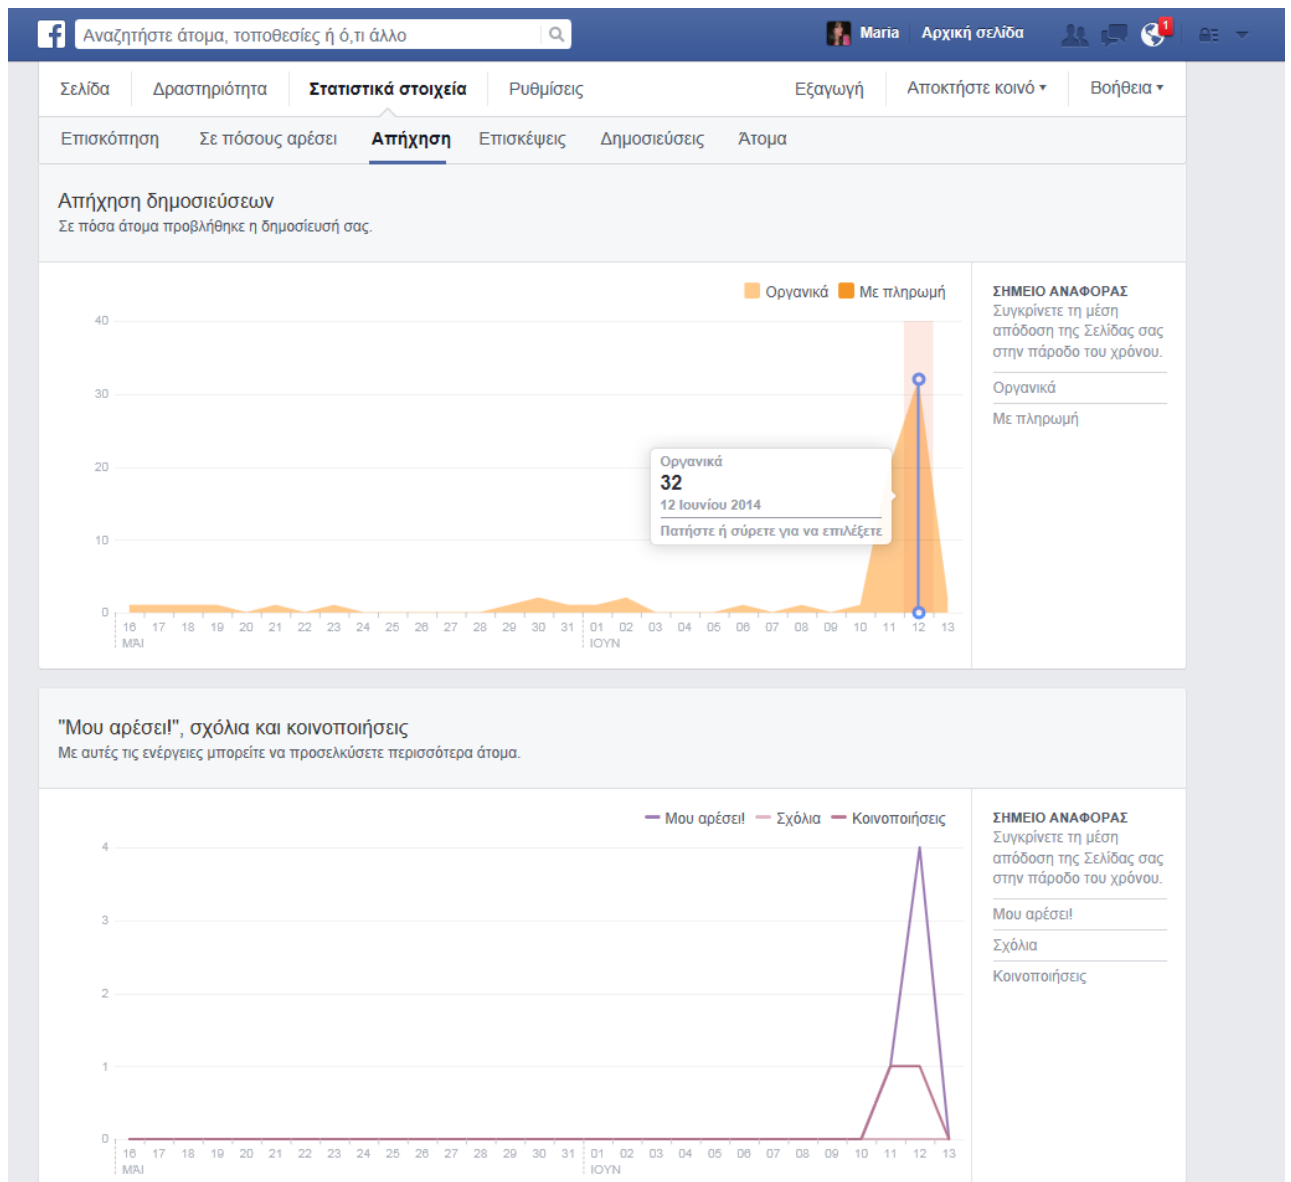 f Αναζητήστε άτομα, τοποθεσίες ή ό,τι άλλο Maria Αρχική σελίδα 1
Σελίδα Δραστηριότητα Στατιστικά στοιχεία Ρυθμίσεις Εξαγωγή Αποκτήστε κοινό Βοήθεια
Επισκόπηση Σε πόσους αρέσει Απήχηση Επισκέψεις Δημοσιεύσεις Άτομα
Απήχηση δημοσιεύσεων
Σε πόσα άτομα προβλήθηκε η δημοσίευσή σας.
Οργανικά Με πληρωμή
40
30
20
10
0
Οργανικά
32
12 Ιουνίου 2014
Πατήστε ή σύρετε για να επιλέξετε
16 17 18 19 20 21 22 23 24 25 26 27 28 29 30 31 01 02 03 04 05 06 07 08 09 10 11 12 13
ΜΆΙ ΙΟΥΝ
ΣΗΜΕΙΟ ΑΝΑΦΟΡΑΣ
Συγκρίνετε τη μέση
απόδοση της Σελίδας σας
στην πάροδο του χρόνου.
Οργανικά
Με πληρωμή
"Μου αρέσει!", σχόλια και κοινοποιήσεις
Με αυτές τις ενέργειες μπορείτε να προσελκύσετε περισσότερα άτομα.
Μου αρέσει! Σχόλια Κοινοποιήσεις
4
3
2
1
0
16 17 18 19 20 21 22 23 24 25 26 27 28 29 30 31 01 02 03 04 05 06 07 08 09 10 11 12 13
ΜΆΙ ΙΟΥΝ
ΣΗΜΕΙΟ ΑΝΑΦΟΡΑΣ
Συγκρίνετε τη μέση
απόδοση της Σελίδας σας
στην πάροδο του χρόνου.
Μου αρέσει!
Σχόλια
Κοινοποιήσεις